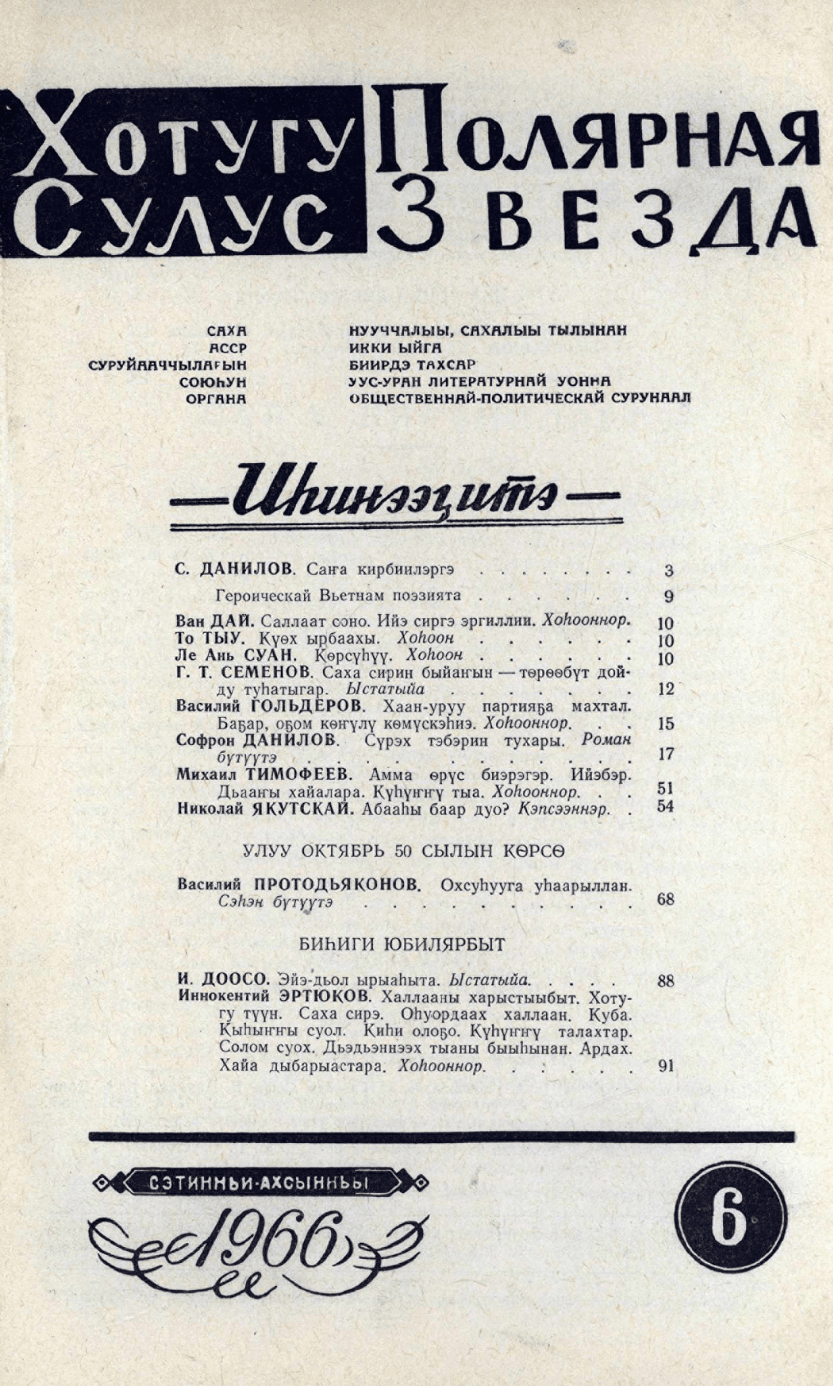 ХОТУГУ
СУЛУС
ПОЛЯРНАЯ
ЗВЕЗДА
САХА
АССР
СУРУЙААЧЧЫЛАҔЫН
СОЮҺУН
ОРГАНА
НУУЧЧАЛЫЫ, САХАЛЫЫ ТЫЛЫНАН
ИККИ ЫЙГА
БИИРДЭ ТАХСАР
УУС-УРАН ЛИТЕРАТУРНАЙ УОННА
ОБЩЕСТВЕННАЙ-ПОЛИТИЧЕСКАЙ СУРУНААЛ
— Иһинээҕитэ —
С. ДАНИЛОВ. Саҥа кирбиилэргэ . . . . . . . . 3
Героическай Вьетнам поэзията . . . . . . 9
Ван ДАЙ. Саллаат соно. Ийэ сиргэ эргиллии. Хоһооннор. 10
То ТЫУ. Күөх ырбаахы. Хоһоон . . . . . . 10
Ле Ань СУАН. Көрсүһүү. Хоһоон . . . . . . 10
Г. Т. СЕМЕНОВ. Саха сирин быйаҥын — төрөөбүт дой-
ду туһатыгар. Ыстатыйа . . . . . . . 12
Василий ГОЛЬДЕРОВ. Хаан-уруу партияҕа махтал.
Баҕар, оҕом көҥүлү көмүскэһиэ. Хоһооннор. . . 15
Софрон ДАНИЛОВ. Сүрэх тэбэрин тухары. Роман
бүтүүтэ . . . . . . . . . . 17
Михаил ТИМОФЕЕВ. Амма өрүс биэрэгэр. Ийэбэр.
Дьааҥы хайалара. Күһүҥҥү тыа. Хоһооннор. . . 51
Николай ЯКУТСКАЙ. Абааһы баар дуо? Кэпсээннэр. . 54
УЛУУ ОКТЯБРЬ 50 СЫЛЫН КӨРСӨ
Василий ПРОТОДЬЯКОНОВ. Охсуһууга уһаарыллан.
Сэһэн бүтүүтэ . . . . . . . . . . 68
БИҺИГИ ЮБИЛЯРБЫТ
И. ДООСО. Эйэ-дьол ырыаһыта. Ыстатыйа. . . . . 88
Иннокентий ЭРТЮКОВ. Халлааны харыстыыбыт. Хоту-
гу түүн. Саха сирэ. Оһуордаах халлаан. Куба.
Кыһыҥҥы суол. Киһи олоҕо. Күһүҥҥү талахтар.
Солом суох. Дьэдьэннээх тыаны быыһынан. Ардах.
Хайа дыбарыастара. Хоһооннор. . . . . . 91
СЭТИННЬИ-АХСЫННЬЫ
1966
6